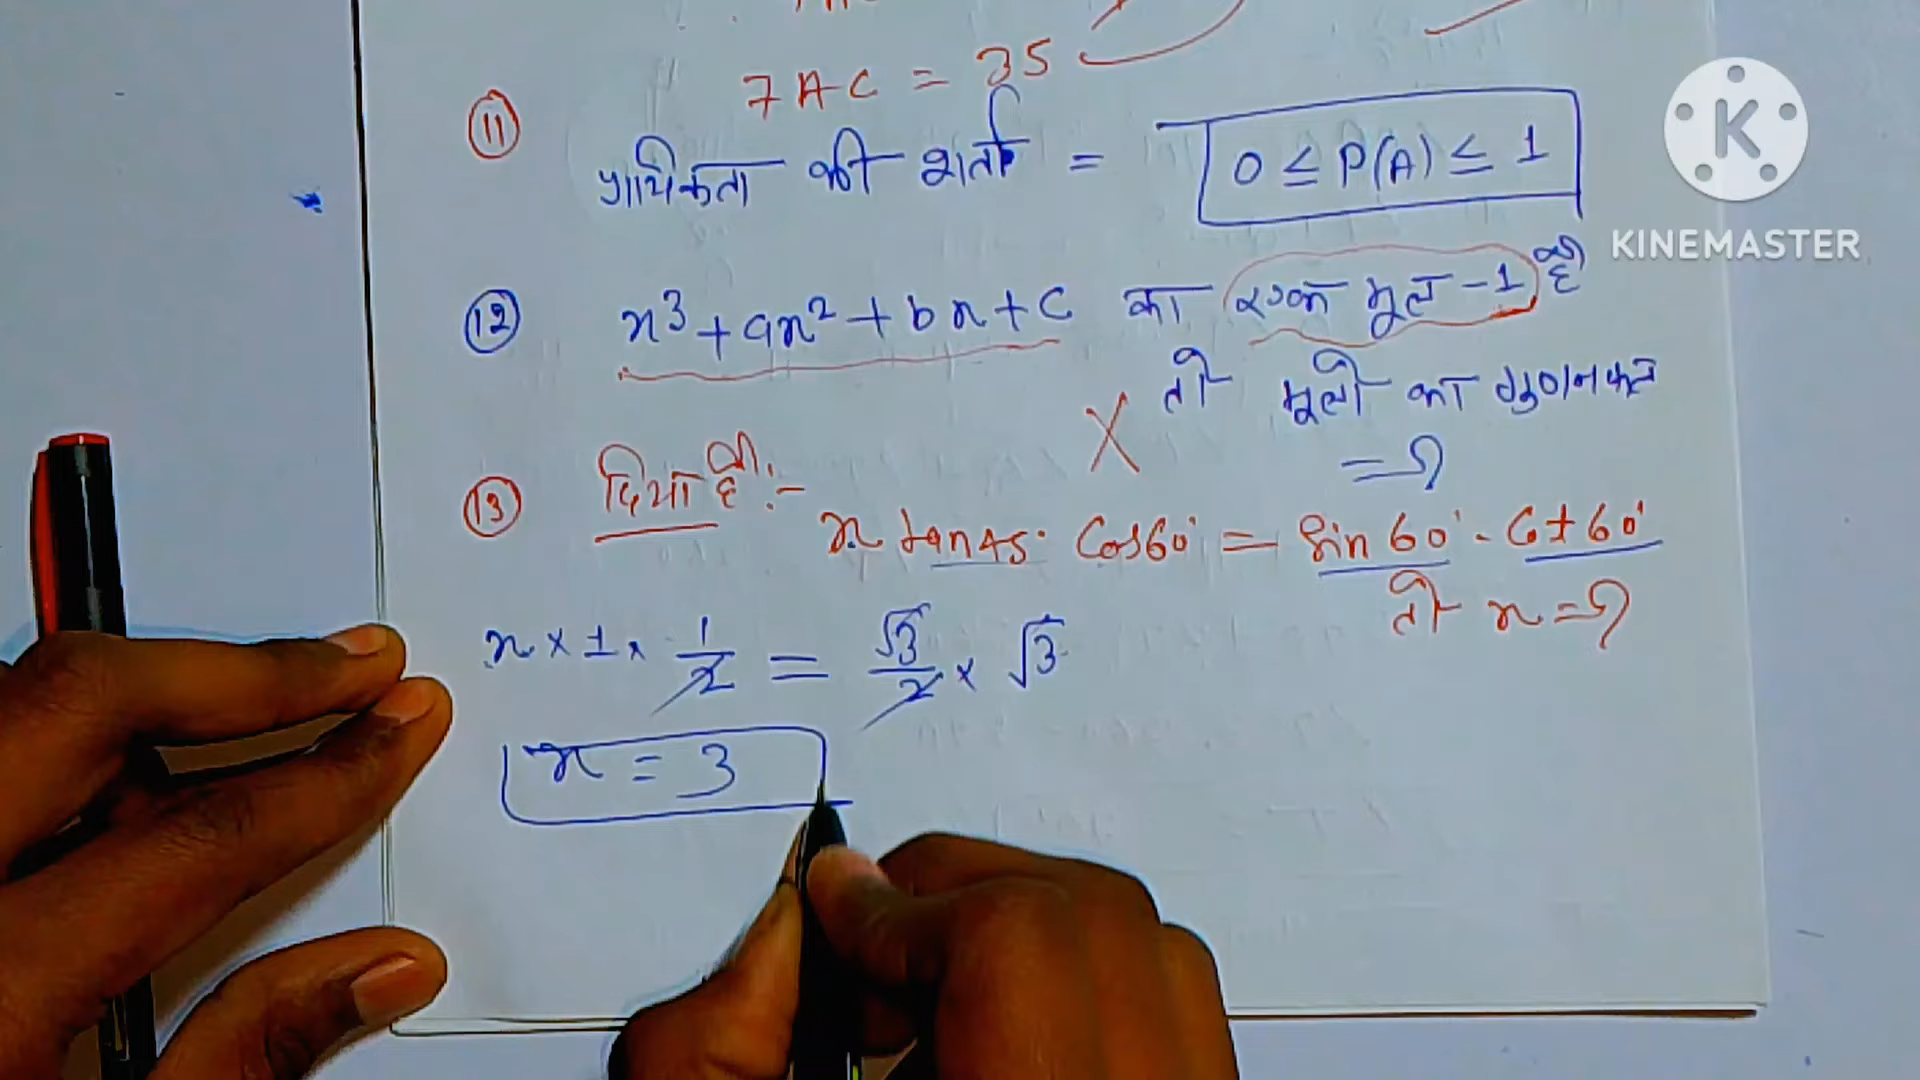 7AC = 35
(11) प्रायिकता की शर्त = 0 ≤ P(A) ≤ 1
K
KINEMASTER
(12) x³ + ax² + bx + c का एक मूल -1 है
X तो मूलों का गुणनफल
= ?
(13) दिया है:- x tan45° cos60° = sin60° · cot60°
तो x = ?
x × 1 × 1/2 = √3/2 × √3
x = 3